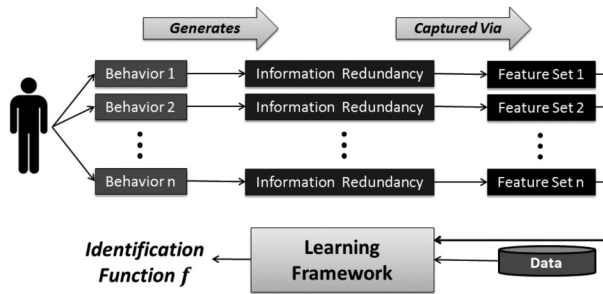 Generates
Captured Via
Behavior 1
Information Redundancy
Feature Set 1
Behavior 2
Information Redundancy
Feature Set 2
Behavior n
Information Redundancy
Feature Set n
Identification
Function f
Learning
Framework
Data